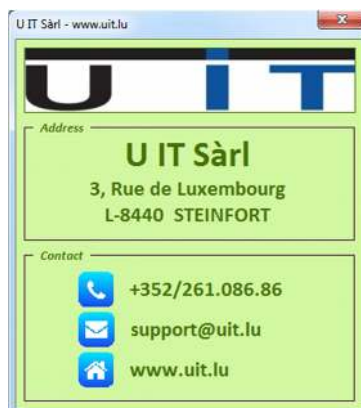 U IT Sàrl - www.uit.lu
U IT
Address
U IT Sàrl
3, Rue de Luxembourg
L-8440 STEINFORT
Contact
+352/261.086.86
support@uit.lu
www.uit.lu